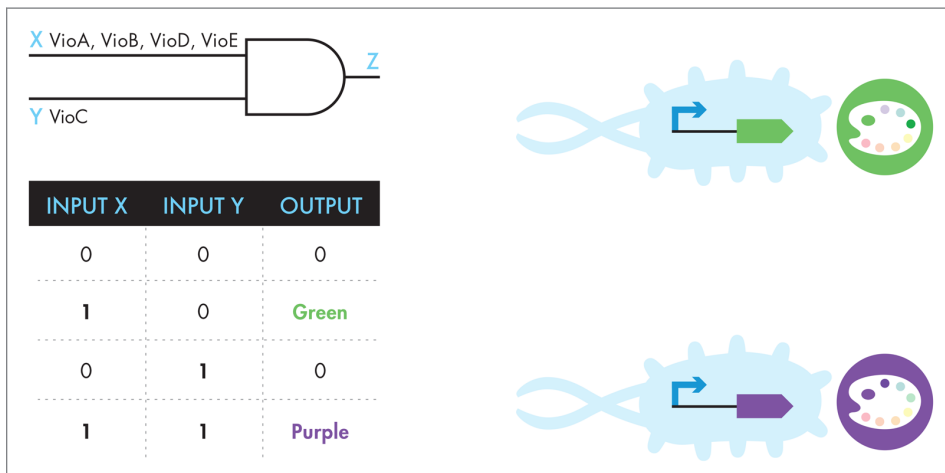 X VioA, VioB, VioD, VioE
Z
Y VioC
INPUT X INPUT Y OUTPUT
0 0 0
1 0 Green
0 1 0
1 1 Purple